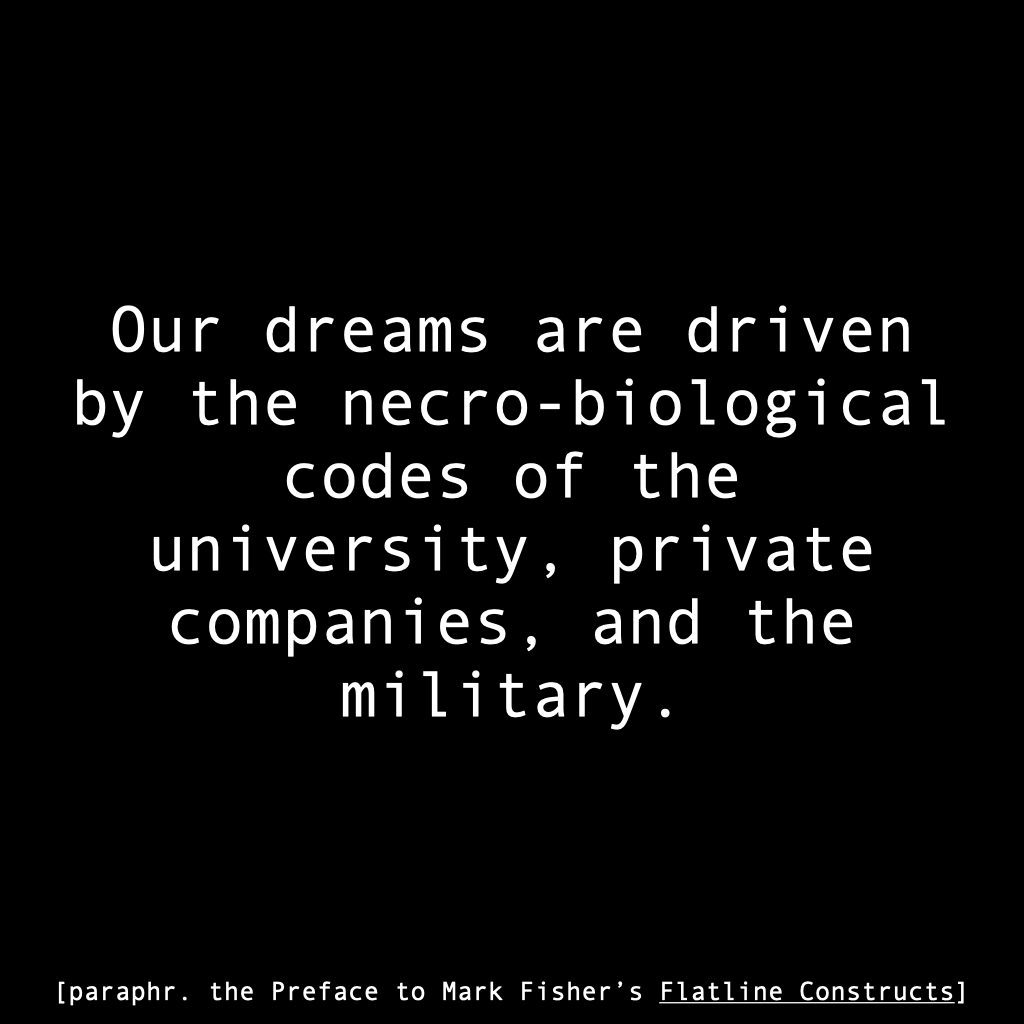 Our dreams are driven
by the necro-biological
codes of the
university, private
companies, and the
military.
[paraphr. the Preface to Mark Fisher’s Flatline Constructs]